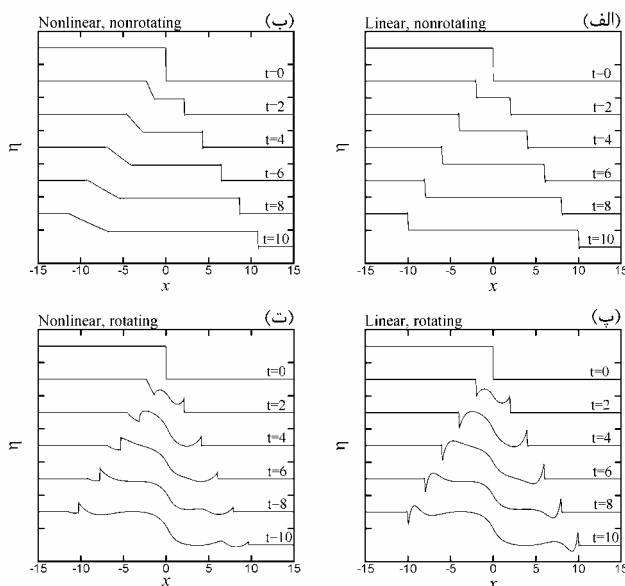 Nonlinear, nonrotating (ب)
t=0
t=2
t=4
t=6
t=8
t=10
η
-15 -10 -5 0 5 10 15
x
Linear, nonrotating (الف)
t=0
t=2
t=4
t=6
t=8
t=10
η
-15 -10 -5 0 5 10 15
x
Nonlinear, rotating (ت)
t=0
t=2
t=4
t=6
t=8
t=10
η
-15 -10 -5 0 5 10 15
x
Linear, rotating (پ)
t=0
t=2
t=4
t=6
t=8
t=10
η
-15 -10 -5 0 5 10 15
x